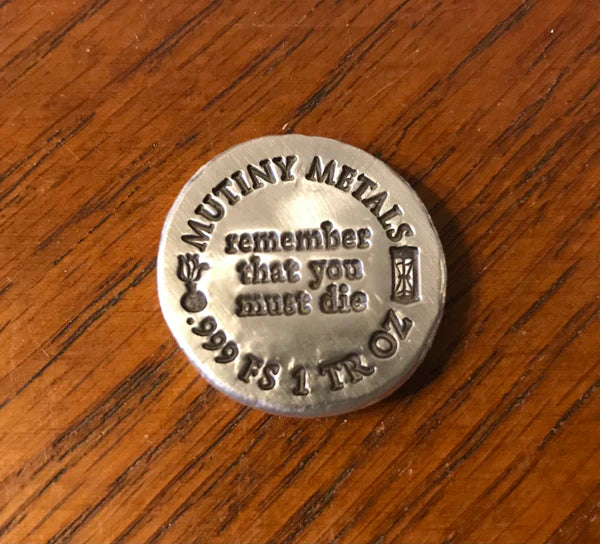 MUTINY METALS
remember
that you
must die
.999 FS 1 TR OZ